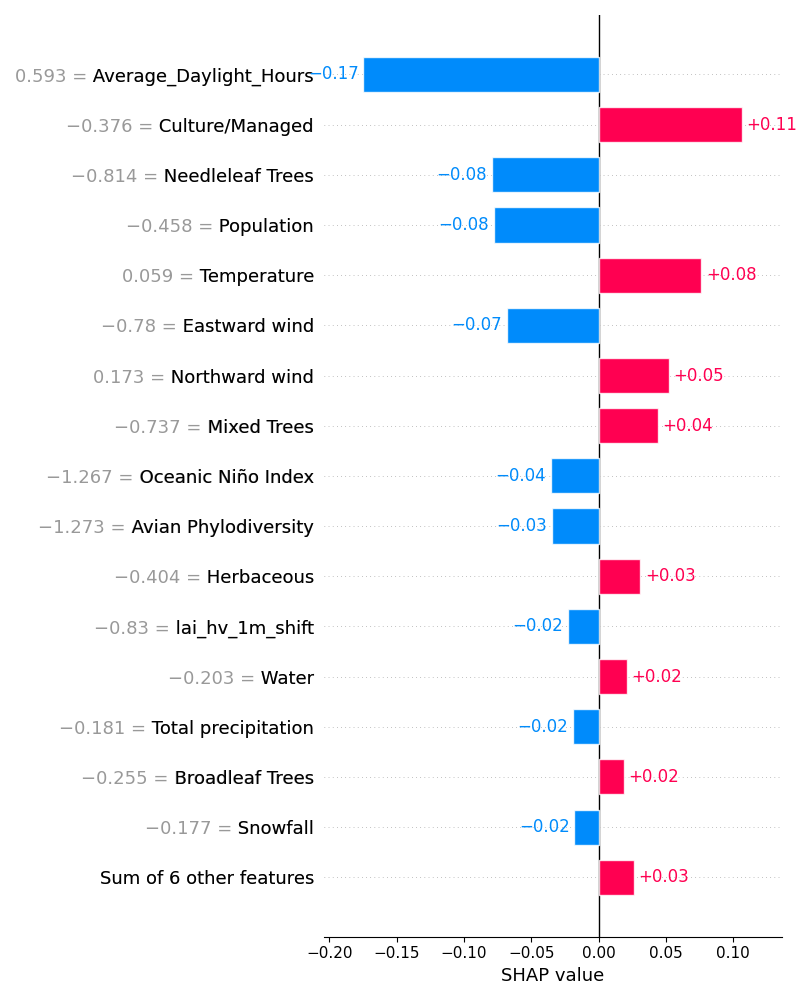 0.593 = Average_Daylight_Hours −0.17
−0.376 = Culture/Managed +0.11
−0.814 = Needleleaf Trees −0.08
−0.458 = Population −0.08
0.059 = Temperature +0.08
−0.78 = Eastward wind −0.07
0.173 = Northward wind +0.05
−0.737 = Mixed Trees +0.04
−1.267 = Oceanic Niño Index −0.04
−1.273 = Avian Phylodiversity −0.03
−0.404 = Herbaceous +0.03
−0.83 = lai_hv_1m_shift −0.02
−0.203 = Water +0.02
−0.181 = Total precipitation −0.02
−0.255 = Broadleaf Trees +0.02
−0.177 = Snowfall −0.02
Sum of 6 other features +0.03
−0.20 −0.15 −0.10 −0.05 0.00 0.05 0.10
SHAP value